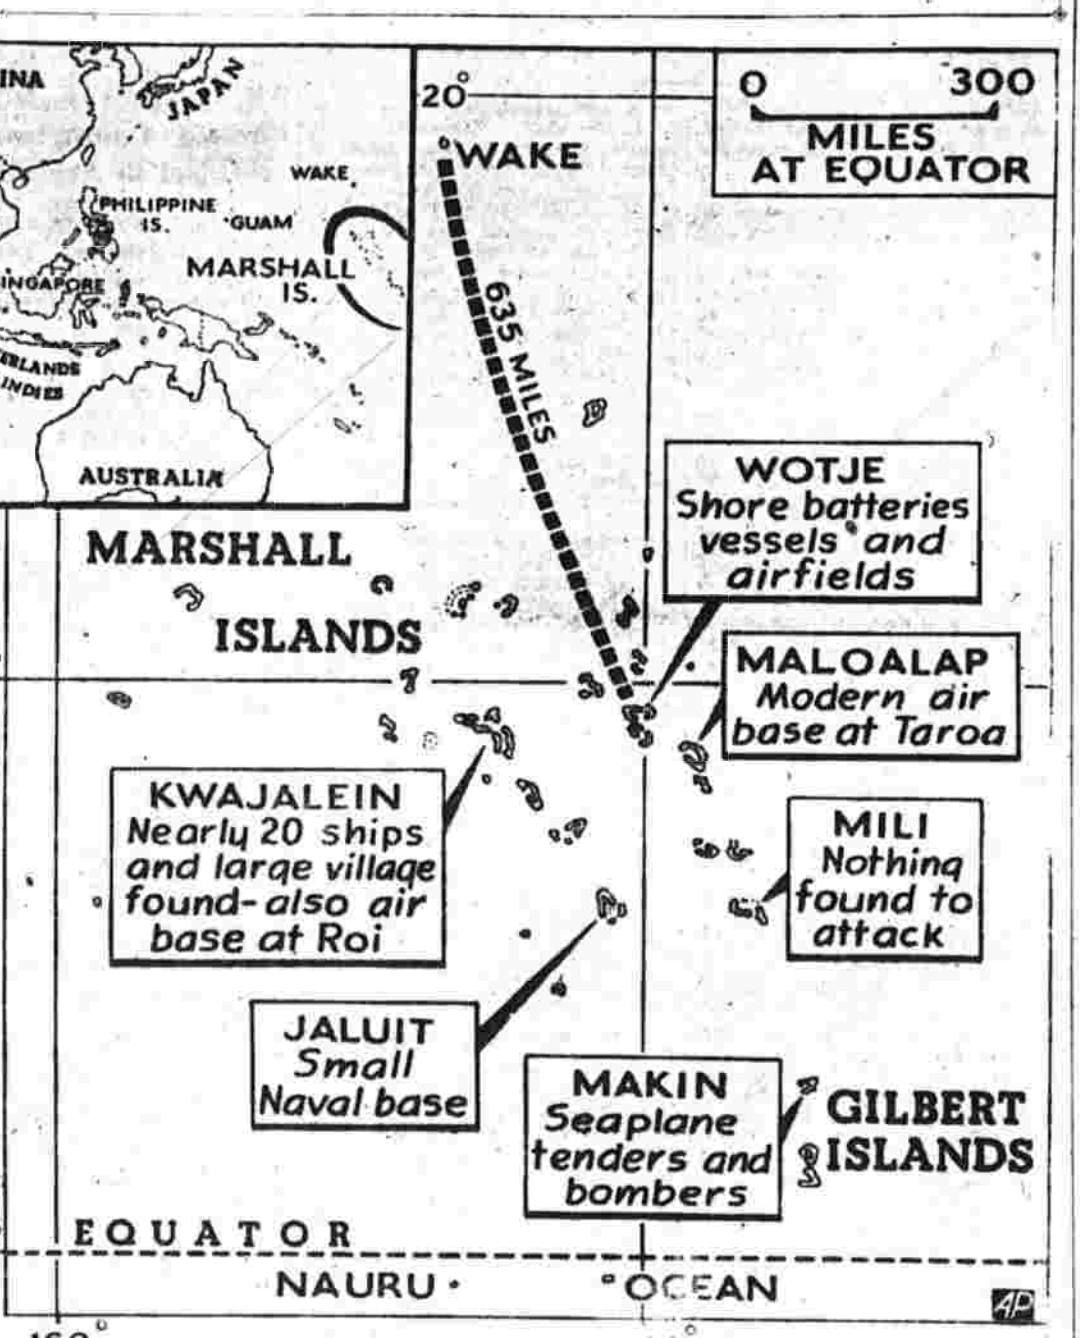 INA
JAPAN
WAKE
PHILIPPINE
IS.
GUAM
MARSHALL
IS.
INGAPORE
ERLANDS
INDIES
AUSTRALIA
20°
0 300
MILES
AT EQUATOR
WAKE
635 MILES
MARSHALL
ISLANDS
WOTJE
Shore batteries
vessels and
airfields
MALOALAP
Modern air
base at Taroa
KWAJALEIN
Nearly 20 ships
and large village
found-also air
base at Roi
MILI
Nothing
found to
attack
JALUIT
Small
Naval base
MAKIN
Seaplane
tenders and
bombers
GILBERT
ISLANDS
EQUATOR
NAURU
OCEAN
AP